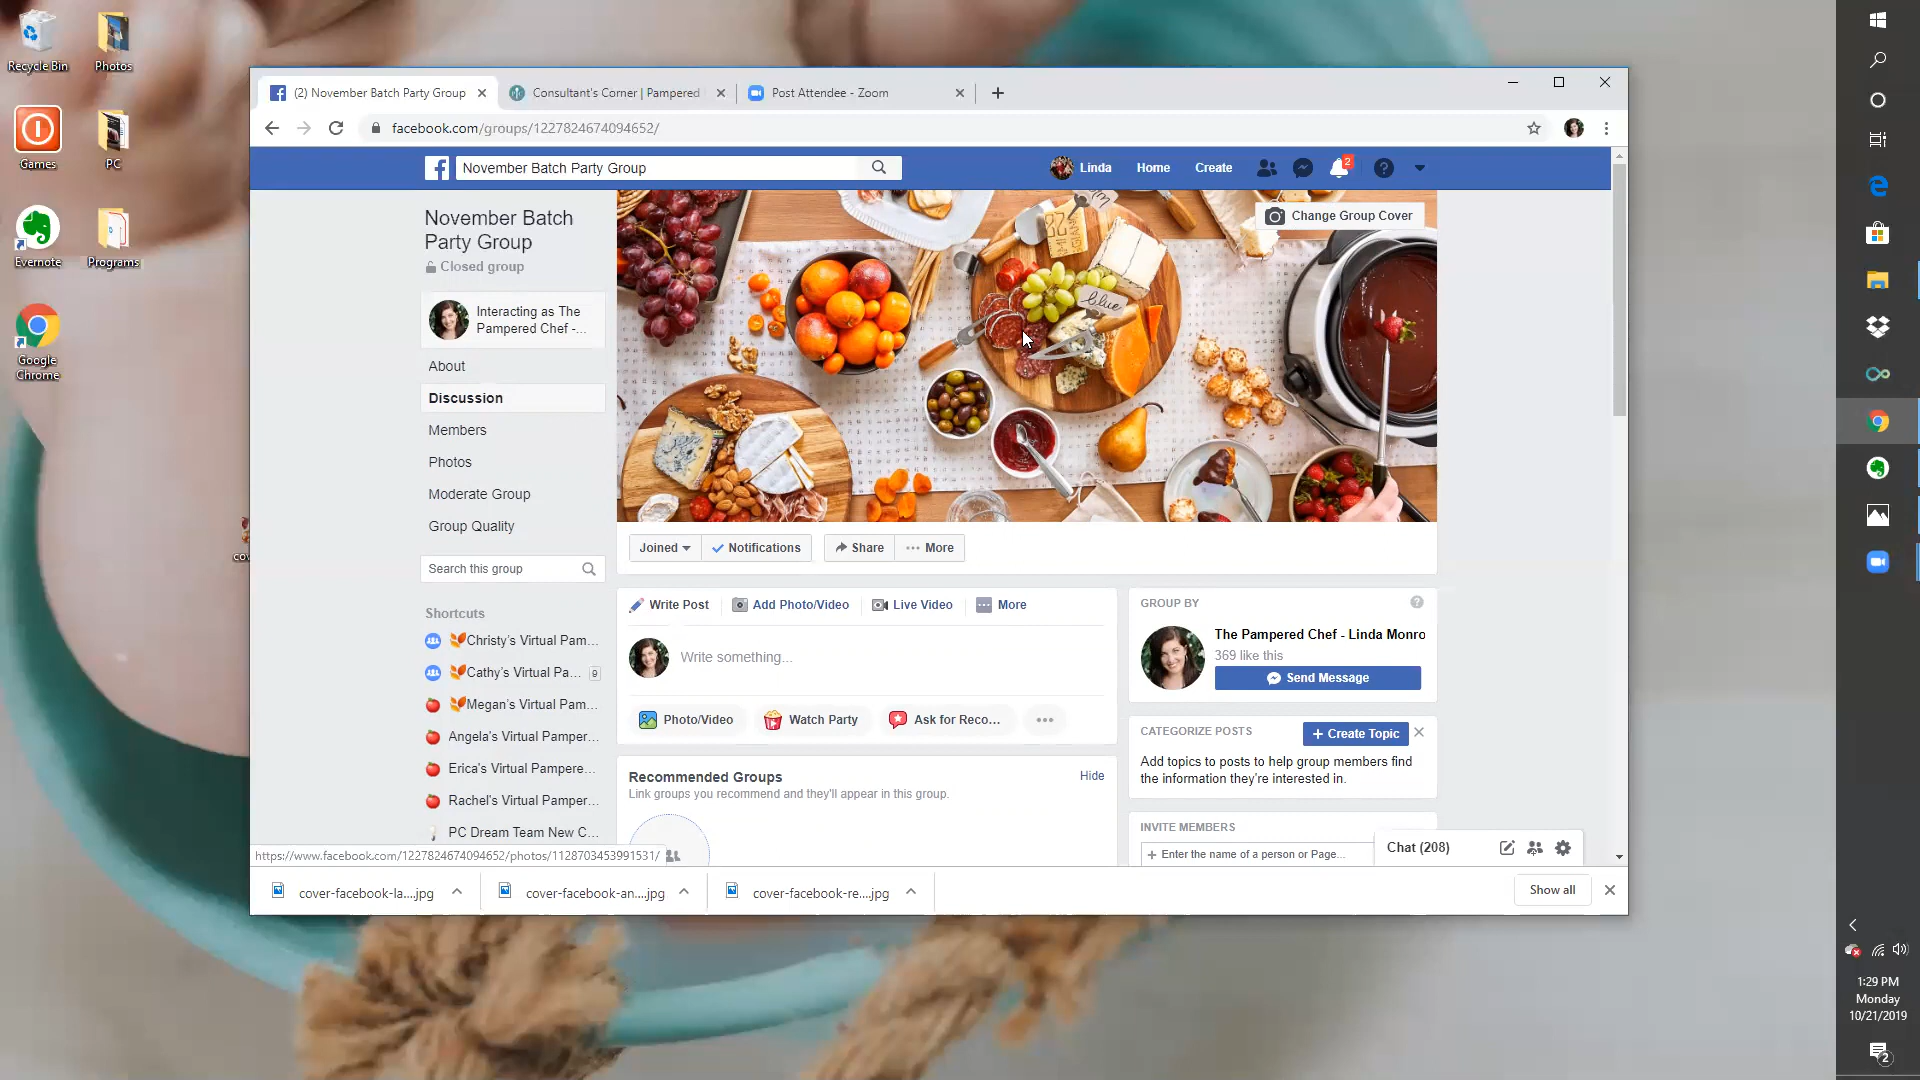 Recycle Bin
Photos
Games
PC
Evernote
Programs
Google
Chrome
cov
(2) November Batch Party Group
Consultant's Corner | Pampered
Post Attendee - Zoom
facebook.com/groups/1227824674094652/
November Batch Party Group
Linda
Home
Create
2
November Batch
Party Group
Closed group
Interacting as The
Pampered Chef -...
About
Discussion
Members
Photos
Moderate Group
Group Quality
Search this group
Shortcuts
Christy's Virtual Pam...
Cathy's Virtual Pa... 9
Megan's Virtual Pam...
Angela's Virtual Pamper...
Erica's Virtual Pampere...
Rachel's Virtual Pamper...
PC Dream Team New C...
Change Group Cover
blue
Joined
Notifications
Share
More
Write Post
Add Photo/Video
Live Video
More
Write something...
Photo/Video
Watch Party
Ask for Reco...
Recommended Groups
Hide
Link groups you recommend and they'll appear in this group.
GROUP BY
The Pampered Chef - Linda Monro
369 like this
Send Message
CATEGORIZE POSTS
+ Create Topic
Add topics to posts to help group members find
the information they're interested in.
INVITE MEMBERS
+ Enter the name of a person or Page...
Chat (208)
https://www.facebook.com/1227824674094652/photos/1128703453991531/
cover-facebook-la....jpg
cover-facebook-an....jpg
cover-facebook-re....jpg
Show all
1:29 PM
Monday
10/21/2019
2